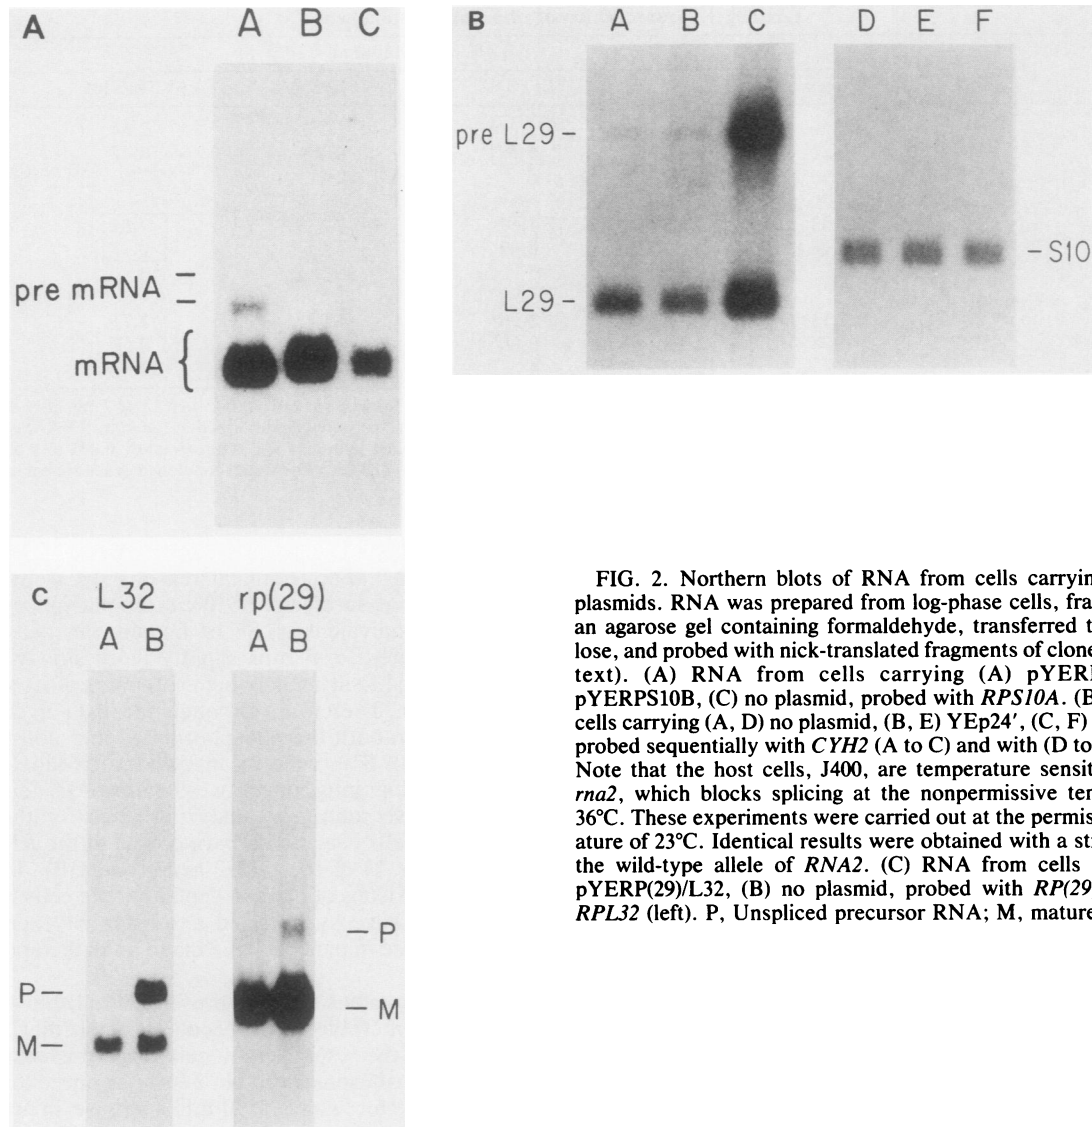 A
A B C
pre mRNA
mRNA
B
A B C D E F
pre L29 –
L29 –
– S10
C L32 rp(29)
A B A B
P –
M –
– P
– M
FIG. 2. Northern blots of RNA from cells carryin
plasmids. RNA was prepared from log-phase cells, fra
an agarose gel containing formaldehyde, transferred t
lose, and probed with nick-translated fragments of clone
text). (A) RNA from cells carrying (A) pYERI
pYERPS10B, (C) no plasmid, probed with RPS10A. (B
cells carrying (A, D) no plasmid, (B, E) YEp24′, (C, F)
probed sequentially with CYH2 (A to C) and with (D to
Note that the host cells, J400, are temperature sensit
rna2, which blocks splicing at the nonpermissive ter
36°C. These experiments were carried out at the permis
ature of 23°C. Identical results were obtained with a st
the wild-type allele of RNA2. (C) RNA from cells
pYERP(29)/L32, (B) no plasmid, probed with RP(29
RPL32 (left). P, Unspliced precursor RNA; M, mature